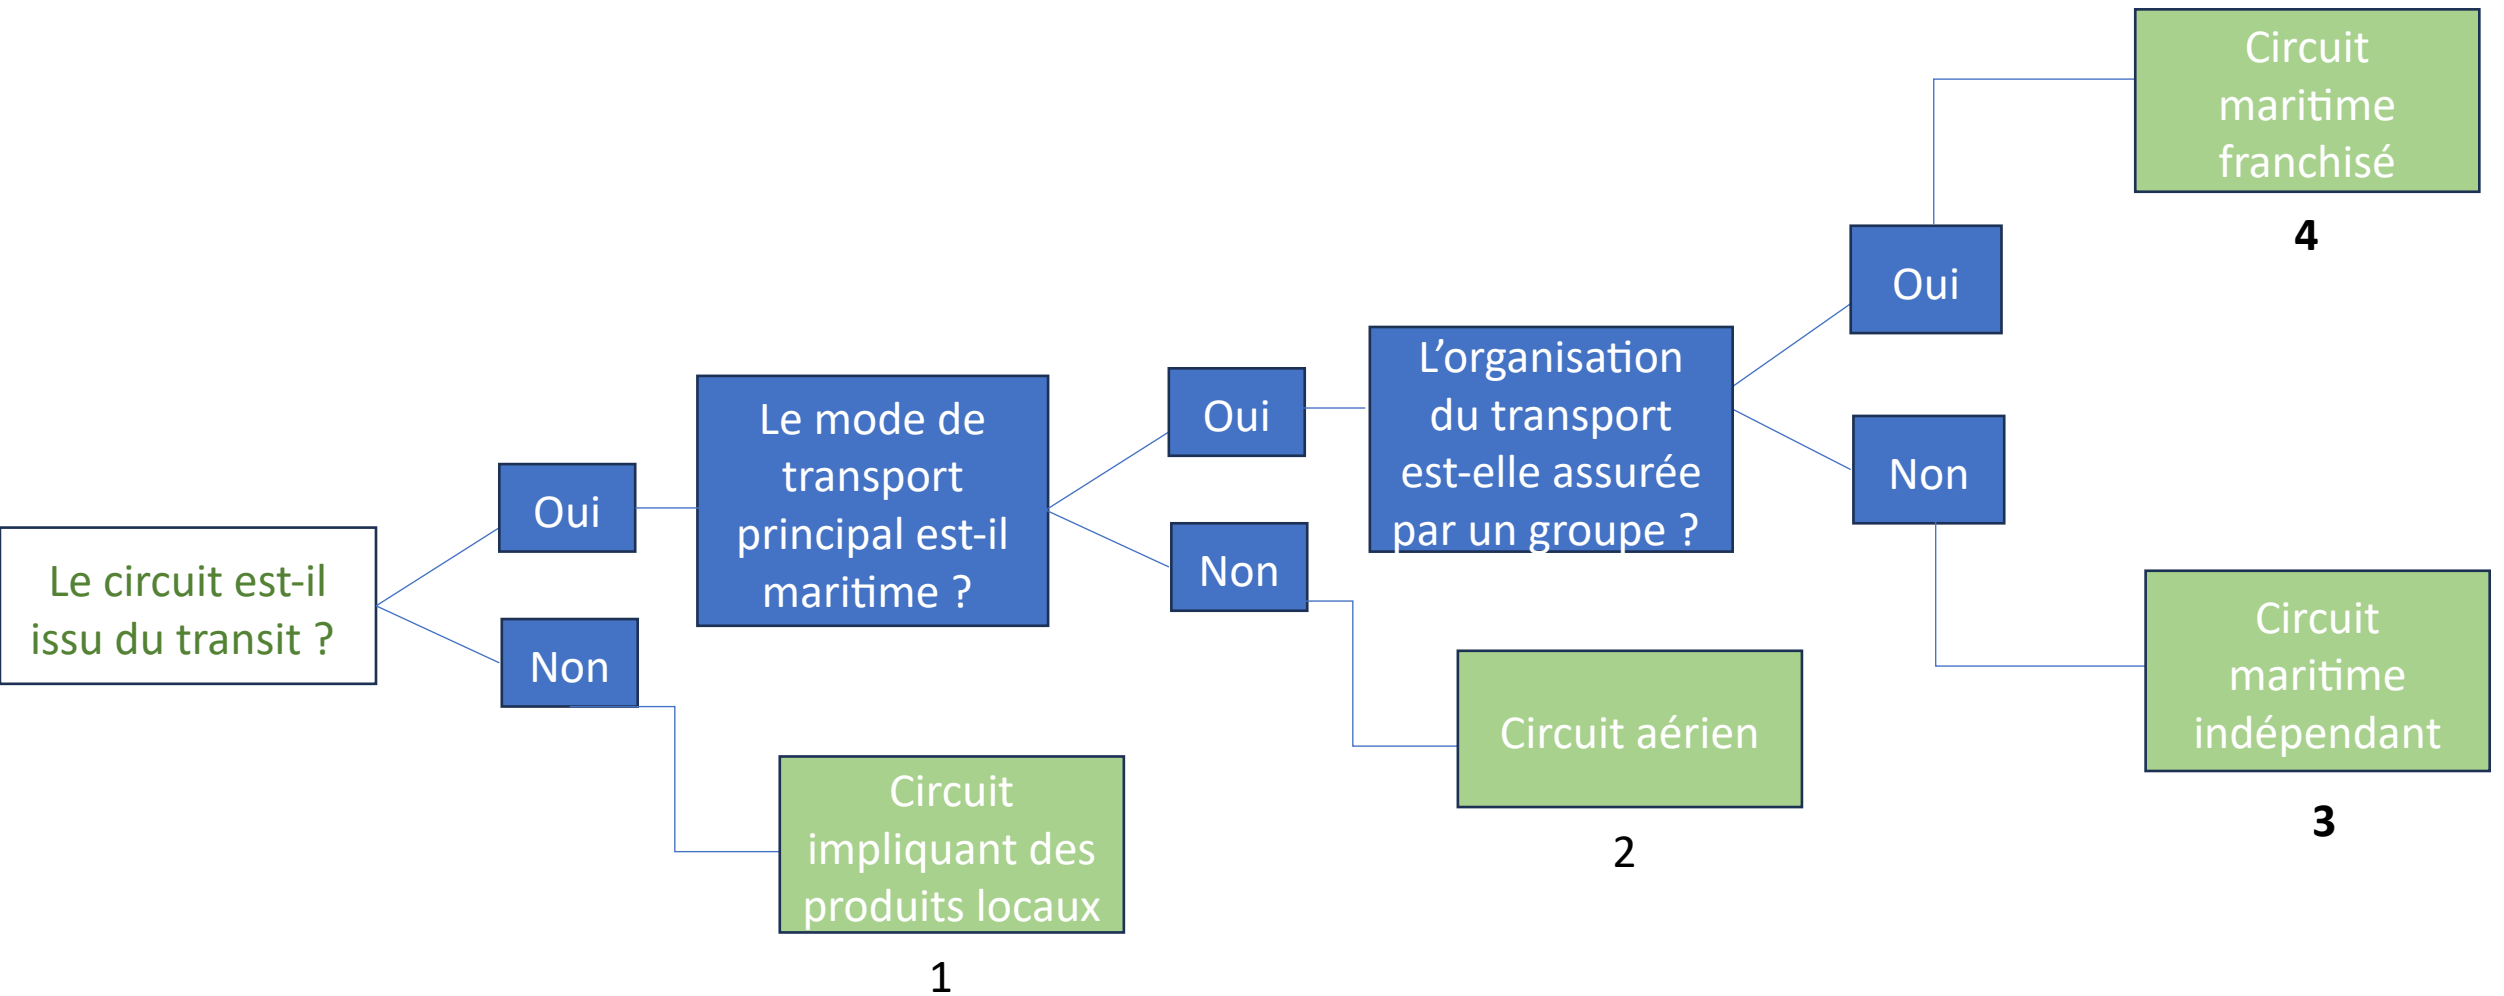 Le circuit est-il
issu du transit ?
Oui
Non
Circuit
impliquant des
produits locaux
1
Le mode de
transport
principal est-il
maritime ?
Oui
Non
Circuit aérien
2
L’organisation
du transport
est-elle assurée
par un groupe ?
Oui
Non
Circuit
maritime
indépendant
3
Circuit
maritime
franchisé
4